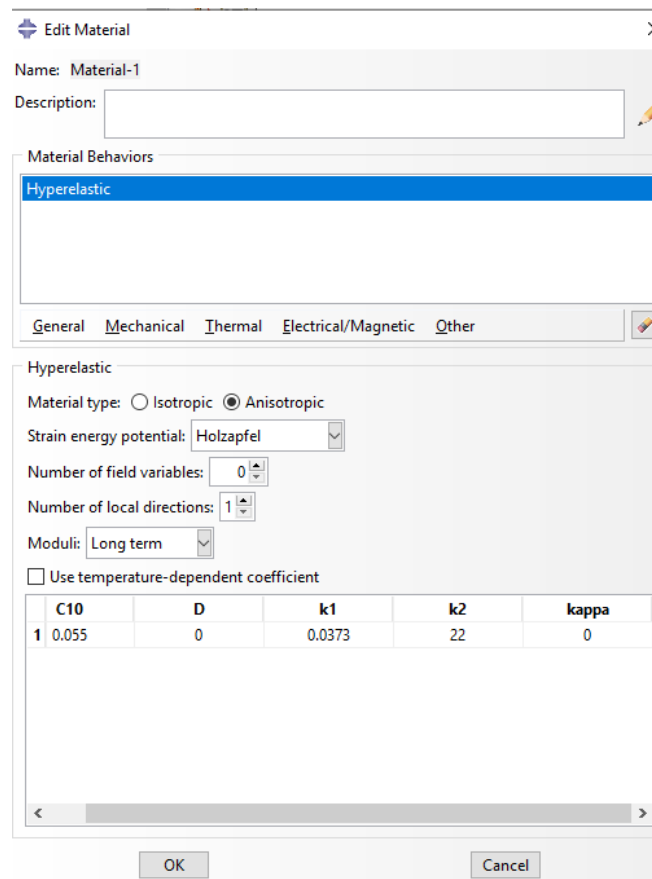 Edit Material
Name: Material-1
Description:
Material Behaviors
Hyperelastic
General Mechanical Thermal Electrical/Magnetic Other
Hyperelastic
Material type: Isotropic Anisotropic
Strain energy potential: Holzapfel
Number of field variables: 0
Number of local directions: 1
Moduli: Long term
Use temperature-dependent coefficient
C10 D k1 k2 kappa
1 0.055 0 0.0373 22 0
OK Cancel